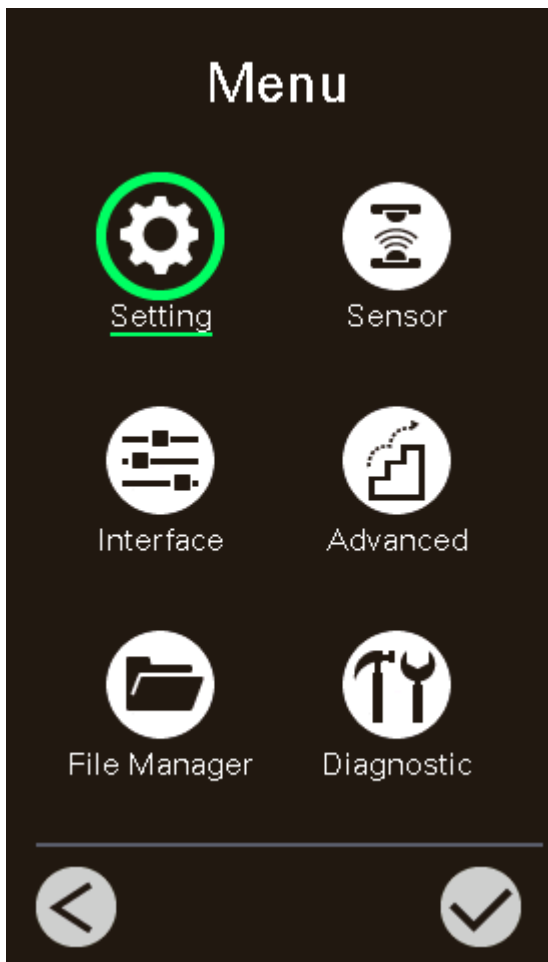 Menu
Setting
Sensor
Interface
Advanced
File Manager
Diagnostic